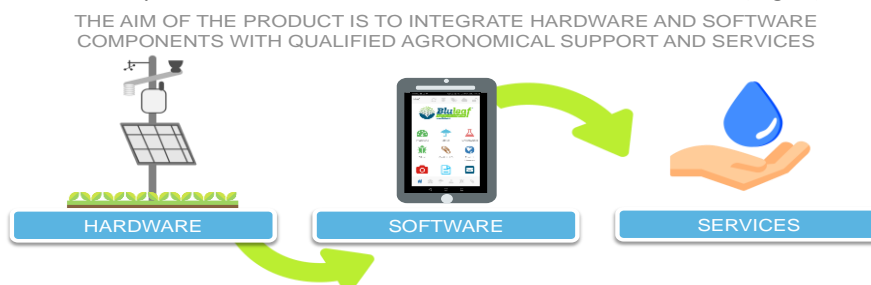 THE AIM OF THE PRODUCT IS TO INTEGRATE HARDWARE AND SOFTWARE
COMPONENTS WITH QUALIFIED AGRONOMICAL SUPPORT AND SERVICES
Bluleaf
HARDWARE
SOFTWARE
SERVICES